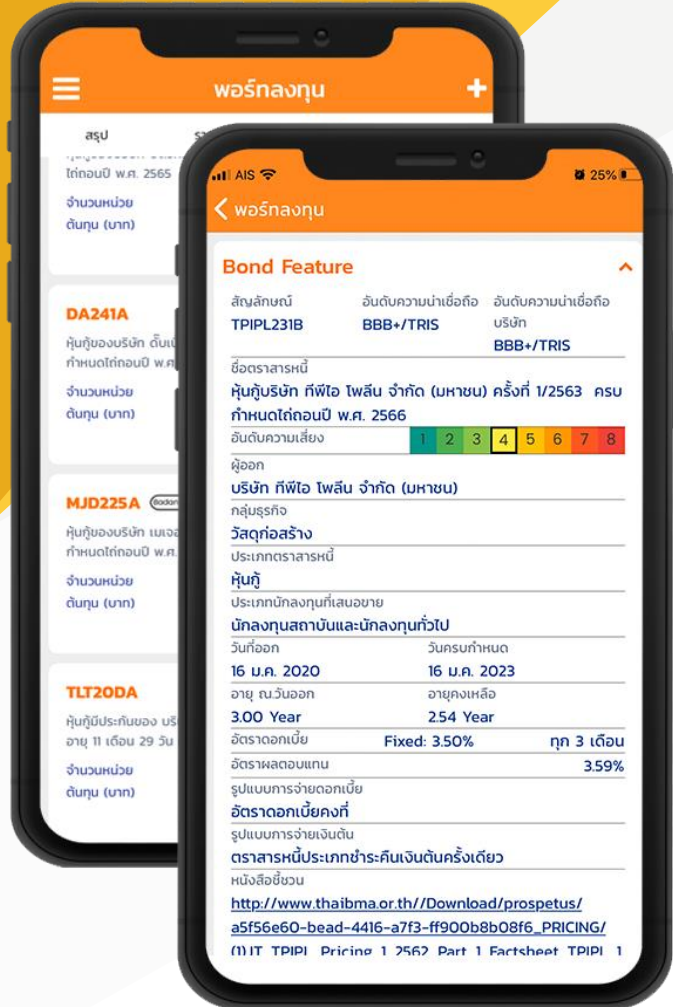 พอร์ทลงทุน
สรุป
ไถ่ถอนปี พ.ศ. 2565
จำนวนหน่วย
ต้นทุน (บาท)
DA241A
หุ้นกู้ของบริษัท ดั๊บเบิ
กำหนดไถ่ถอนปี พ.ศ
จำนวนหน่วย
ต้นทุน (บาท)
MJD225A
หุ้นกู้ของบริษัท เมเจอ
กำหนดไถ่ถอนปี พ.ศ.
จำนวนหน่วย
ต้นทุน (บาท)
TLT20DA
หุ้นกู้มีประกันของ บริ
อายุ 11 เดือน 29 วัน
จำนวนหน่วย
ต้นทุน (บาท)
AIS 25%
พอร์ทลงทุน
Bond Feature
สัญลักษณ์ อันดับความน่าเชื่อถือ อันดับความน่าเชื่อถือ
บริษัท
TPIPL231B BBB+/TRIS
BBB+/TRIS
ชื่อตราสารหนี้
หุ้นกู้บริษัท ทีพีไอ โพลีน จำกัด (มหาชน) ครั้งที่ 1/2563 ครบ
กำหนดไถ่ถอนปี พ.ศ. 2566
อันดับความเสี่ยง 1 2 3 4 5 6 7 8
ผู้ออก
บริษัท ทีพีไอ โพลีน จำกัด (มหาชน)
กลุ่มธุรกิจ
วัสดุก่อสร้าง
ประเภทตราสารหนี้
หุ้นกู้
ประเภทนักลงทุนที่เสนอขาย
นักลงทุนสถาบันและนักลงทุนทั่วไป
วันที่ออก วันครบกำหนด
16 ม.ค. 2020 16 ม.ค. 2023
อายุ ณ.วันออก อายุคงเหลือ
3.00 Year 2.54 Year
อัตราดอกเบี้ย Fixed: 3.50% ทุก 3 เดือน
อัตราผลตอบแทน 3.59%
รูปแบบการจ่ายดอกเบี้ย
อัตราดอกเบี้ยคงที่
รูปแบบการจ่ายเงินต้น
ตราสารหนี้ประเภทชำระคืนเงินต้นครั้งเดียว
หนังสือชี้ชวน
http://www.thaibma.or.th//Download/prospetus/
a5f56e60-bead-4416-a7f3-ff900b8b08f6_PRICING/
(1)JT_TPIPL_Pricing_1_2562_Part_1_Factsheet_TPIPL_1